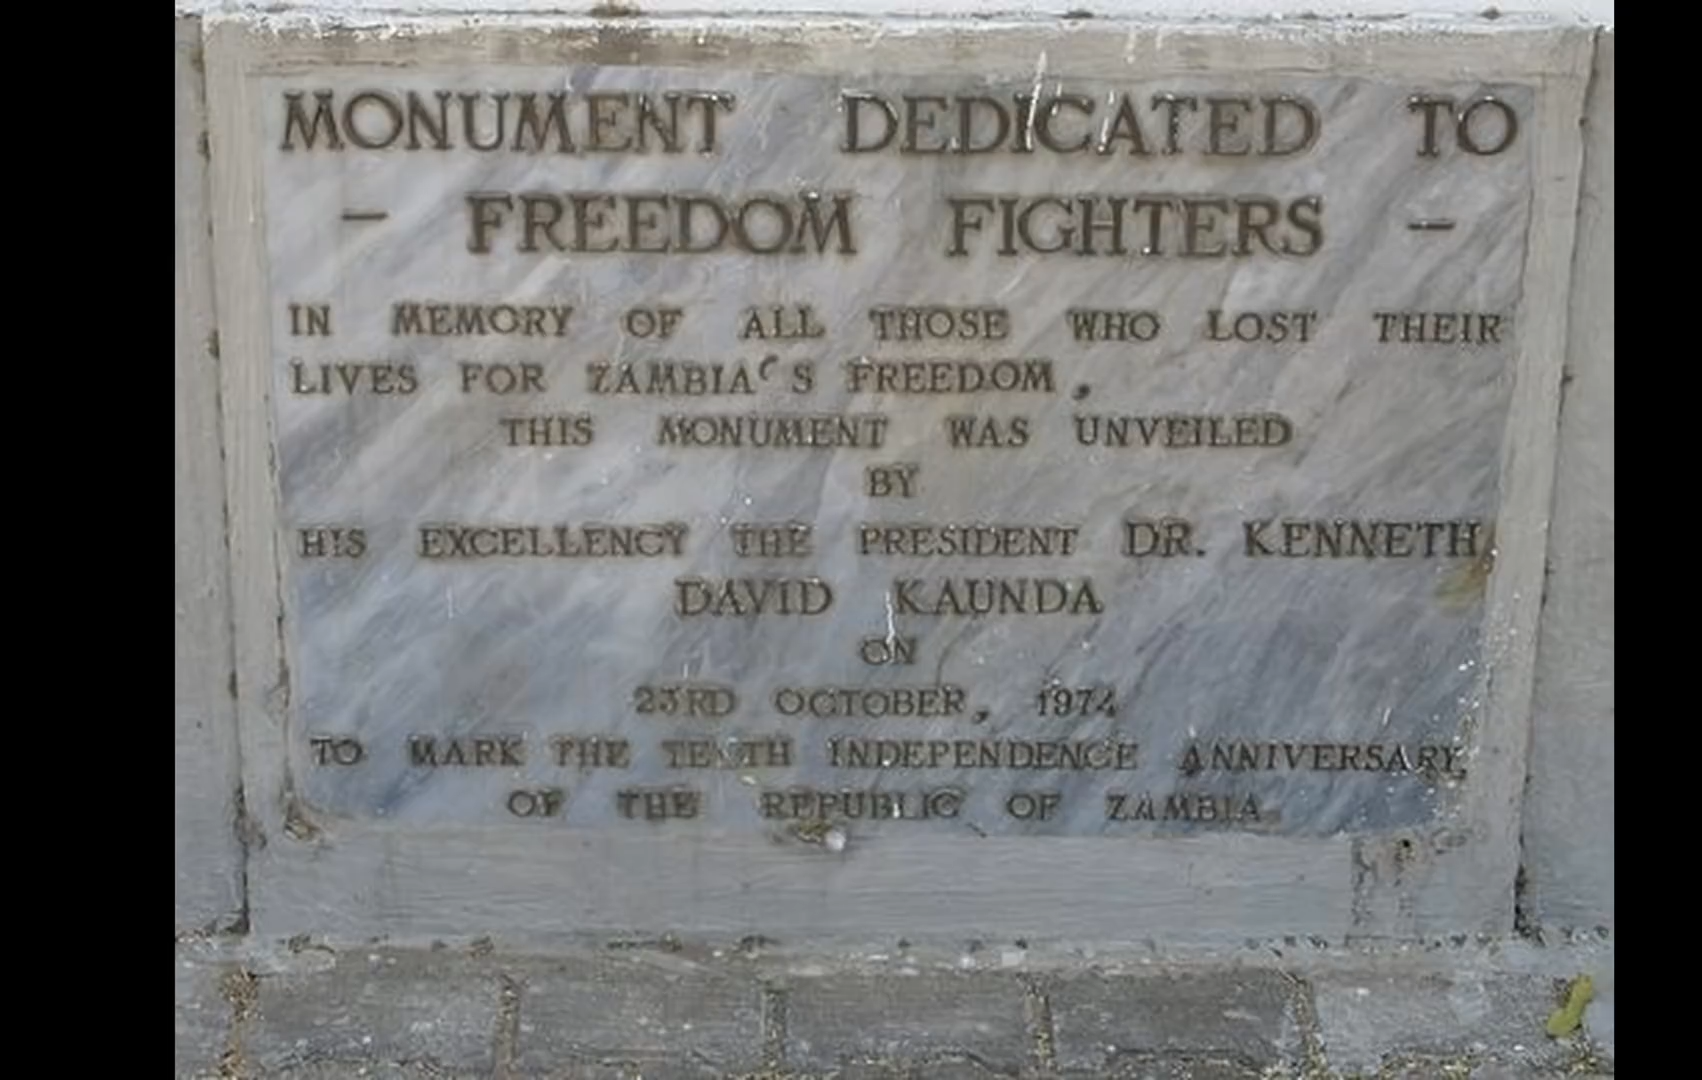 MONUMENT DEDICATED TO
- FREEDOM FIGHTERS -
IN MEMORY OF ALL THOSE WHO LOST THEIR
LIVES FOR ZAMBIA‘S FREEDOM,
THIS MONUMENT WAS UNVEILED
BY
HIS EXCELLENCY THE PRESIDENT DR. KENNETH
DAVID KAUNDA
ON
23RD OCTOBER, 1974
TO MARK THE TENTH INDEPENDENCE ANNIVERSARY
OF THE REPUBLIC OF ZAMBIA.